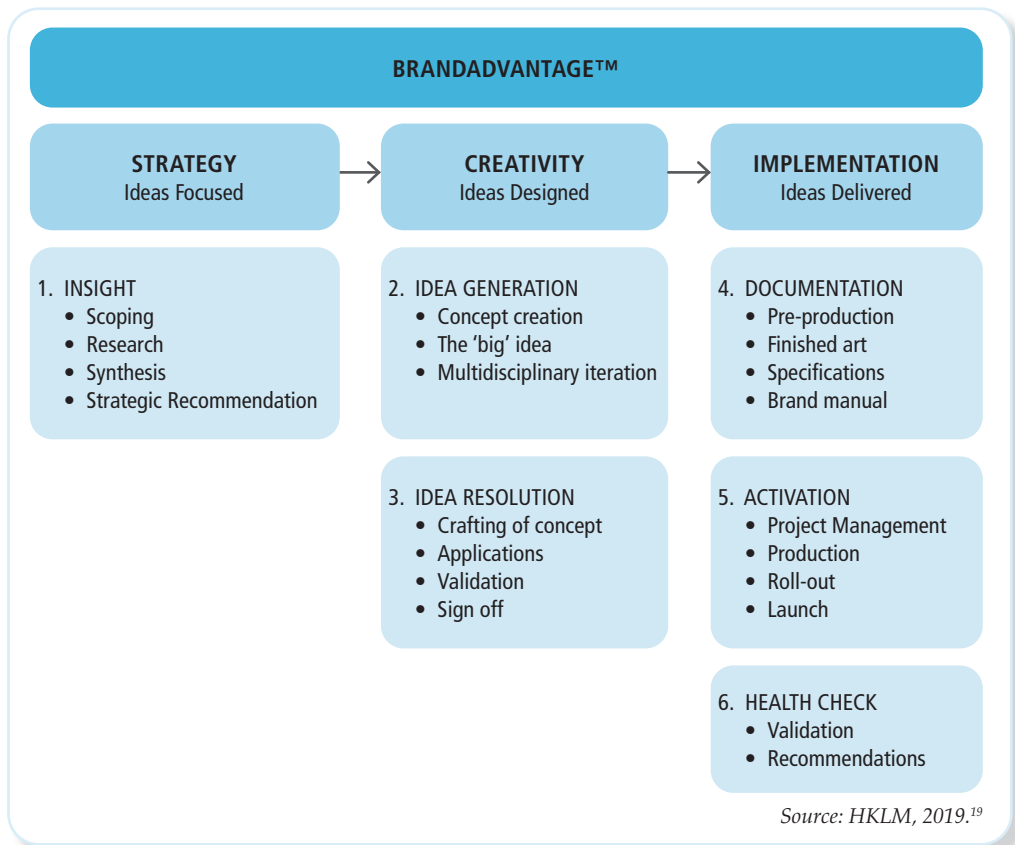 BRANDADVANTAGE™
STRATEGY
Ideas Focused
CREATIVITY
Ideas Designed
IMPLEMENTATION
Ideas Delivered
1. INSIGHT
• Scoping
• Research
• Synthesis
• Strategic Recommendation
2. IDEA GENERATION
• Concept creation
• The ‘big’ idea
• Multidisciplinary iteration
3. IDEA RESOLUTION
• Crafting of concept
• Applications
• Validation
• Sign off
4. DOCUMENTATION
• Pre-production
• Finished art
• Specifications
• Brand manual
5. ACTIVATION
• Project Management
• Production
• Roll-out
• Launch
6. HEALTH CHECK
• Validation
• Recommendations
Source: HKLM, 2019.¹⁹